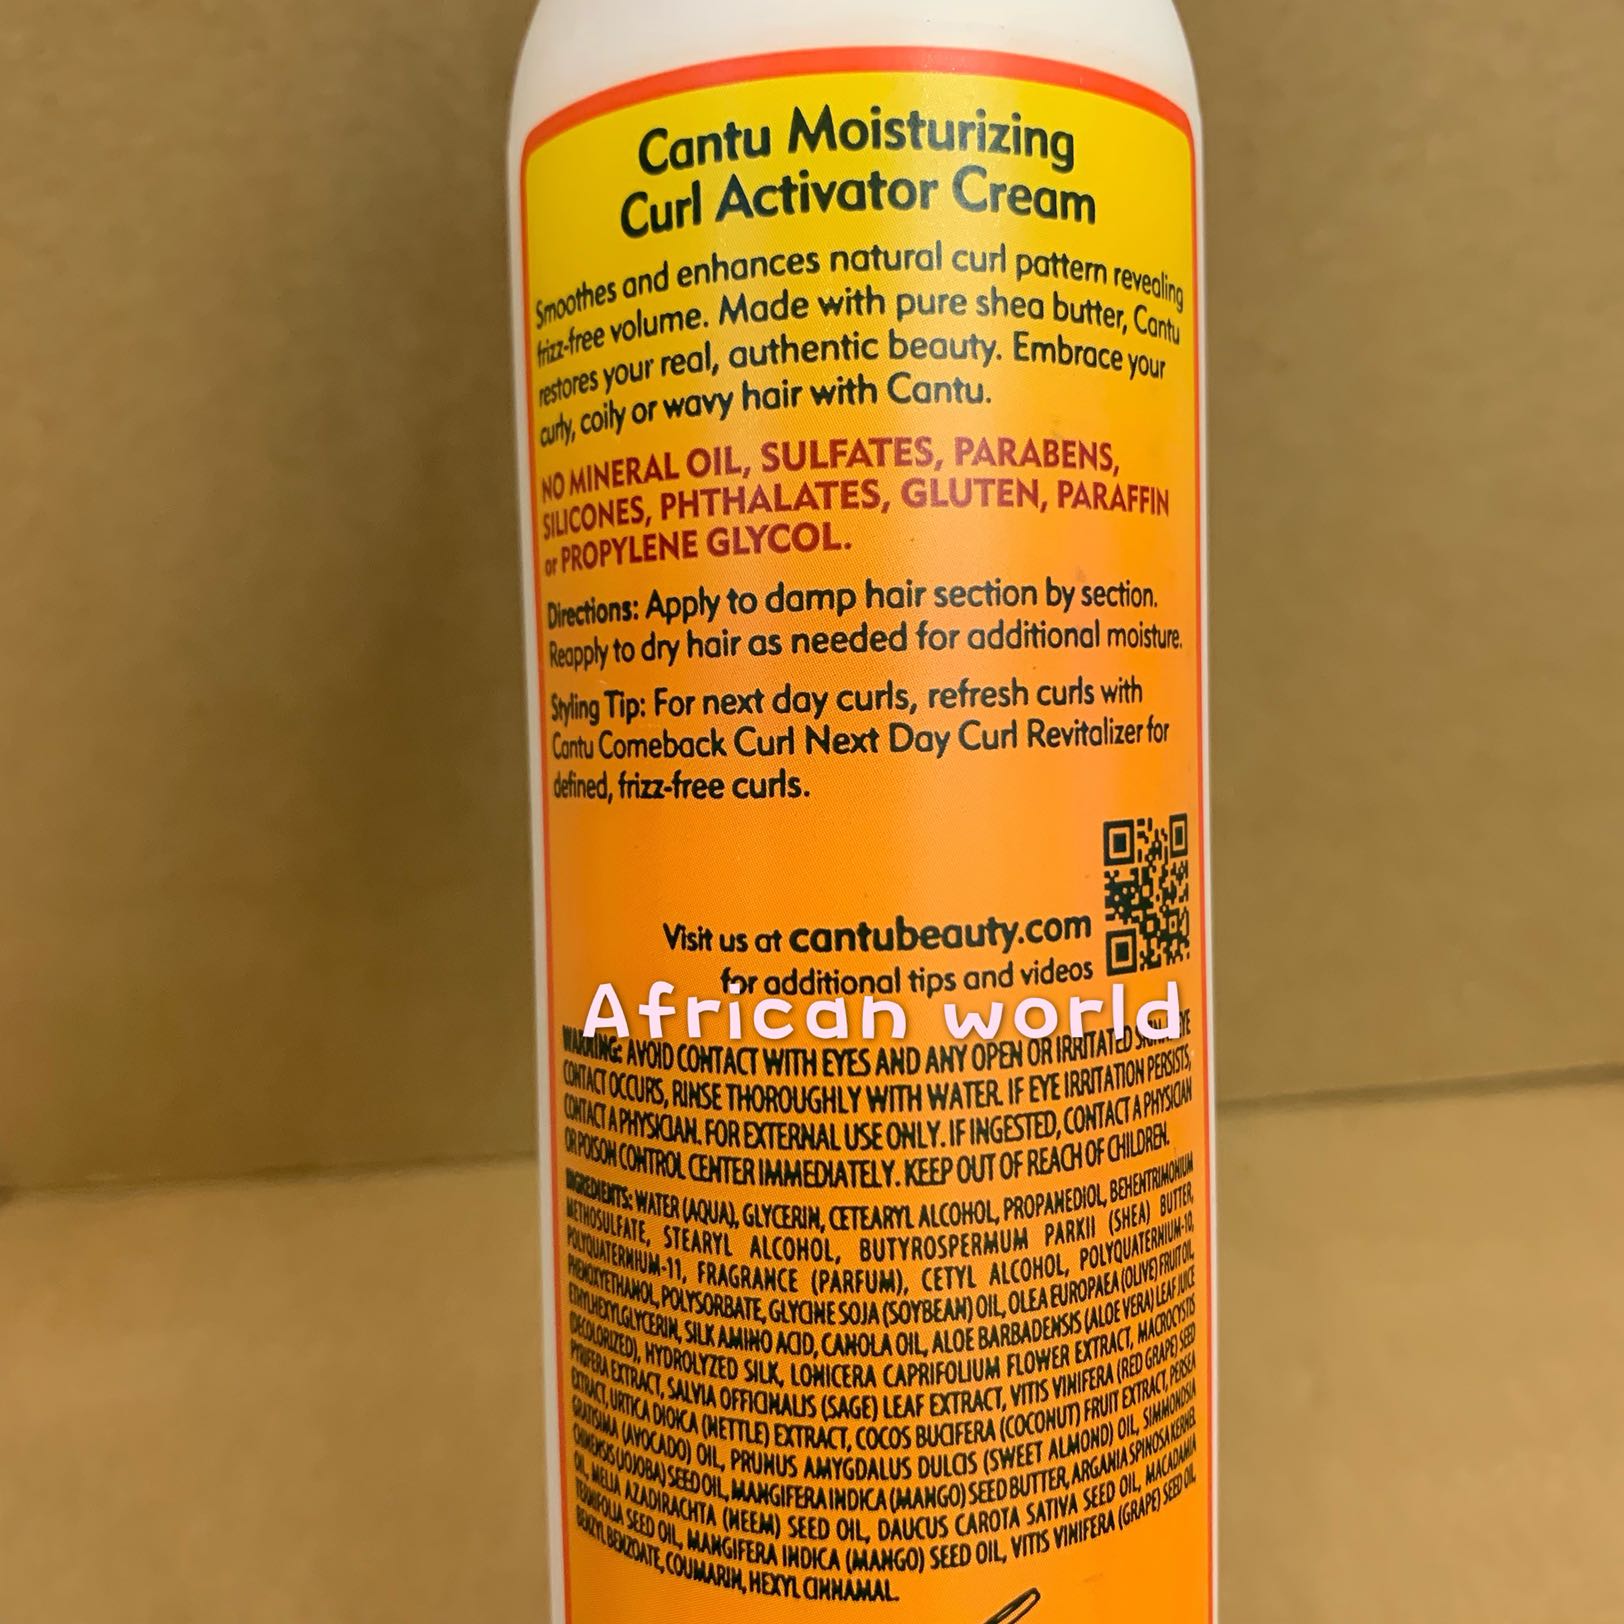 Cantu Moisturizing
Curl Activator Cream
Smoothes and enhances natural curl pattern revealing
frizz-free volume. Made with pure shea butter, Cantu
restores your real, authentic beauty. Embrace your
curly, coily or wavy hair with Cantu.
NO MINERAL OIL, SULFATES, PARABENS,
SILICONES, PHTHALATES, GLUTEN, PARAFFIN
or PROPYLENE GLYCOL.
Directions: Apply to damp hair section by section.
Reapply to dry hair as needed for additional moisture.
Styling Tip: For next day curls, refresh curls with
Cantu Comeback Curl Next Day Curl Revitalizer for
defined, frizz-free curls.
Visit us at cantubeauty.com
for additional tips and videos
African world
WARNING: AVOID CONTACT WITH EYES AND ANY OPEN OR IRRITATED SKIN. EYE
CONTACT OCCURS, RINSE THOROUGHLY WITH WATER. IF EYE IRRITATION PERSISTS,
CONTACT A PHYSICIAN. FOR EXTERNAL USE ONLY. IF INGESTED, CONTACT A PHYSICIAN
OR POISON CONTROL CENTER IMMEDIATELY. KEEP OUT OF REACH OF CHILDREN.
INGREDIENTS: WATER (AQUA), GLYCERIN, CETEARYL ALCOHOL, PROPANEDIOL, BEHENTRIMONIUM
METHOSULFATE, STEARYL ALCOHOL, BUTYROSPERMUM PARKII (SHEA) BUTTER,
POLYQUATERNIUM-11, FRAGRANCE (PARFUM), CETYL ALCOHOL, POLYQUATERNIUM-10,
PHENOXYETHANOL, POLYSORBATE, GLYCINE SOJA (SOYBEAN) OIL, OLEA EUROPAEA (OLIVE) FRUIT OIL,
ETHYLHEXYLGLYCERIN, SILK AMINO ACID, CANOLA OIL, ALOE BARBADENSIS (ALOE VERA) LEAF JUICE
(DECOLORIZED), HYDROLYZED SILK, LONICERA CAPRIFOLIUM FLOWER EXTRACT, MACROCYSTIS
PYRIFERA EXTRACT, SALVIA OFFICINALIS (SAGE) LEAF EXTRACT, VITIS VINIFERA (RED GRAPE) SEED
EXTRACT, URTICA DIOICA (NETTLE) EXTRACT, COCOS BUCIFERA (COCONUT) FRUIT EXTRACT, PERSEA
GRATISIMA (AVOCADO) OIL, PRUNUS AMYGDALUS DULCIS (SWEET ALMOND) OIL, SIMMONDSIA
CHINENSIS (JOJOBA) SEED OIL, MANGIFERA INDICA (MANGO) SEED BUTTER, ARGANIA SPINOSA KERNEL
OIL, MELIA AZADIRACHTA (NEEM) SEED OIL, DAUCUS CAROTA SATIVA SEED OIL, MACADAMIA
TERNIFOLIA SEED OIL, MANGIFERA INDICA (MANGO) SEED OIL, VITIS VINIFERA (GRAPE) SEED OIL,
BENZYL BENZOATE, COUMARIN, HEXYL CINNAMAL.